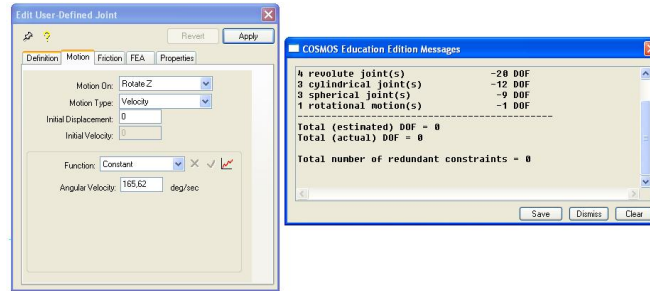 Edit User-Defined Joint
Revert Apply
Definition Motion Friction FEA Properties
Motion On: Rotate Z
Motion Type: Velocity
Initial Displacement: 0
Initial Velocity: 0
Function: Constant
Angular Velocity: 165,62 deg/sec
COSMOS Education Edition Messages
4 revolute joint(s) -20 DOF
3 cylindrical joint(s) -12 DOF
3 spherical joint(s) -9 DOF
1 rotational motion(s) -1 DOF
--------------------------------------------------
Total (estimated) DOF = 0
Total (actual) DOF = 0
Total number of redundant constraints = 0
Save Dismiss Clear